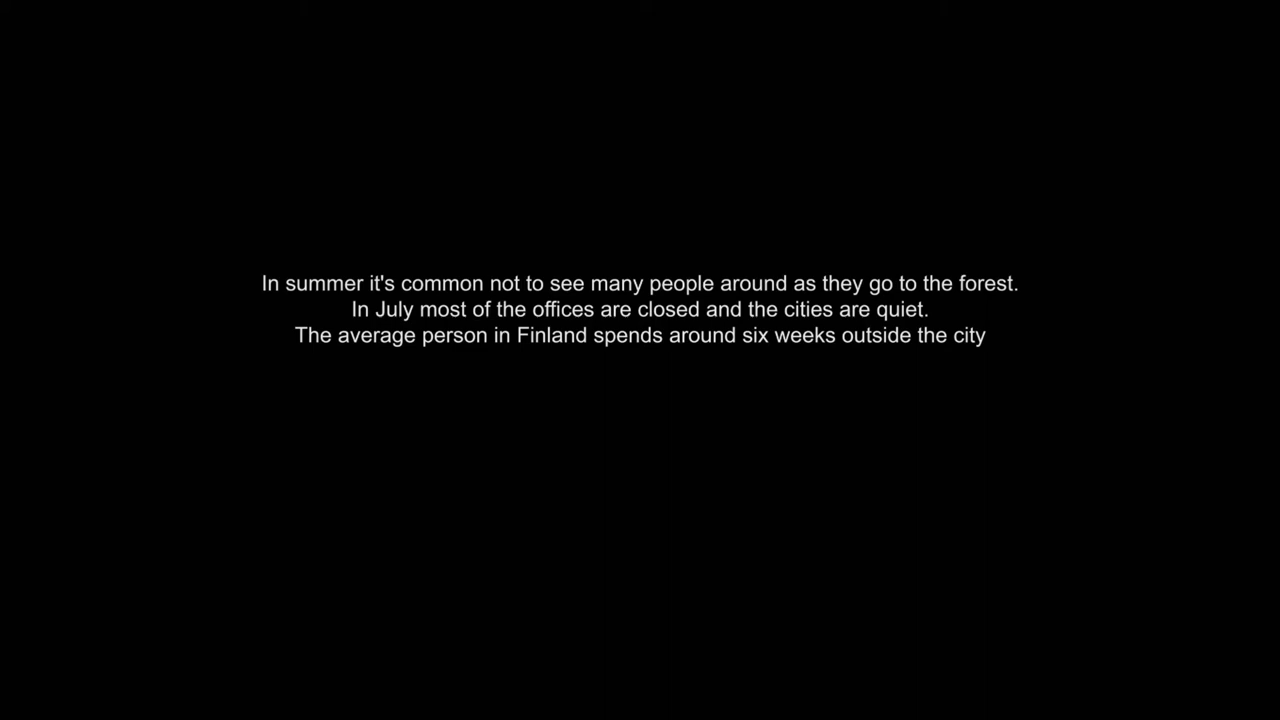 In summer it's common not to see many people around as they go to the forest.
In July most of the offices are closed and the cities are quiet.
The average person in Finland spends around six weeks outside the city